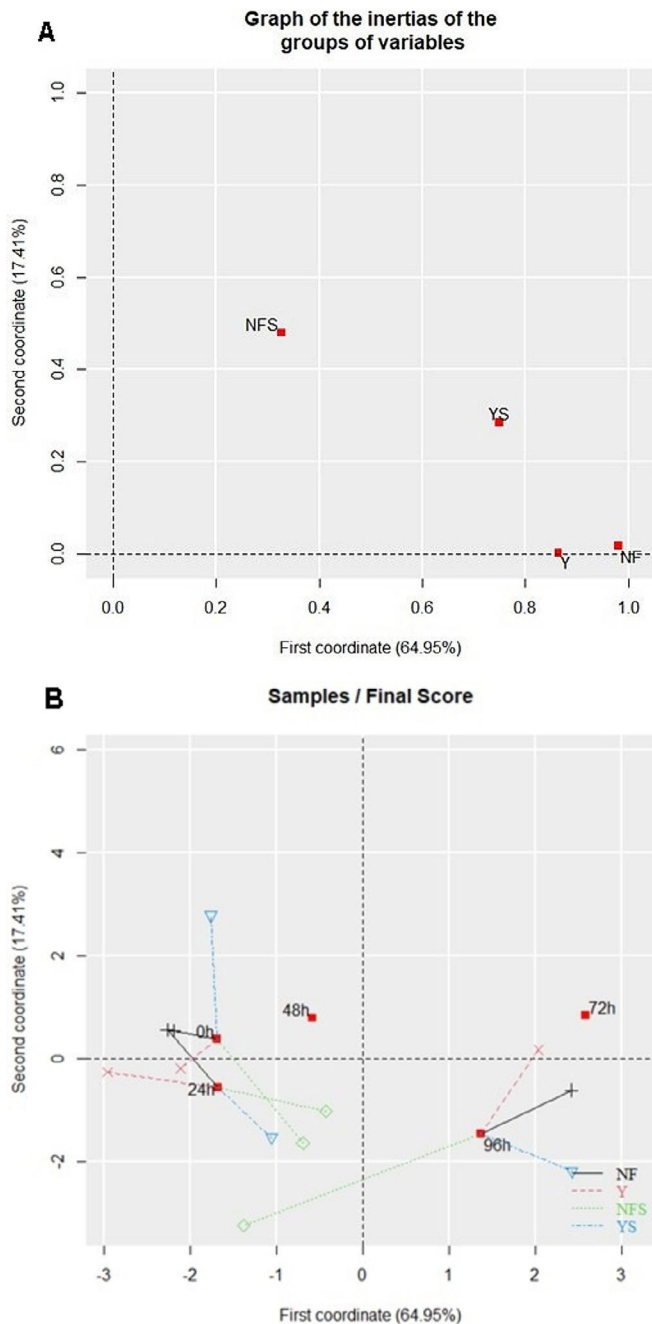 A
Graph of the inertias of the
groups of variables
1.0
0.8
0.6
0.4
0.2
0.0
Second coordinate (17.41%)
NFS
YS
Y
NF
0.0 0.2 0.4 0.6 0.8 1.0
First coordinate (64.95%)
B
Samples / Final Score
6
4
2
0
-2
Second coordinate (17.41%)
48h
72h
0h
24h
96h
NF
Y
NFS
YS
-3 -2 -1 0 1 2 3
First coordinate (64.95%)